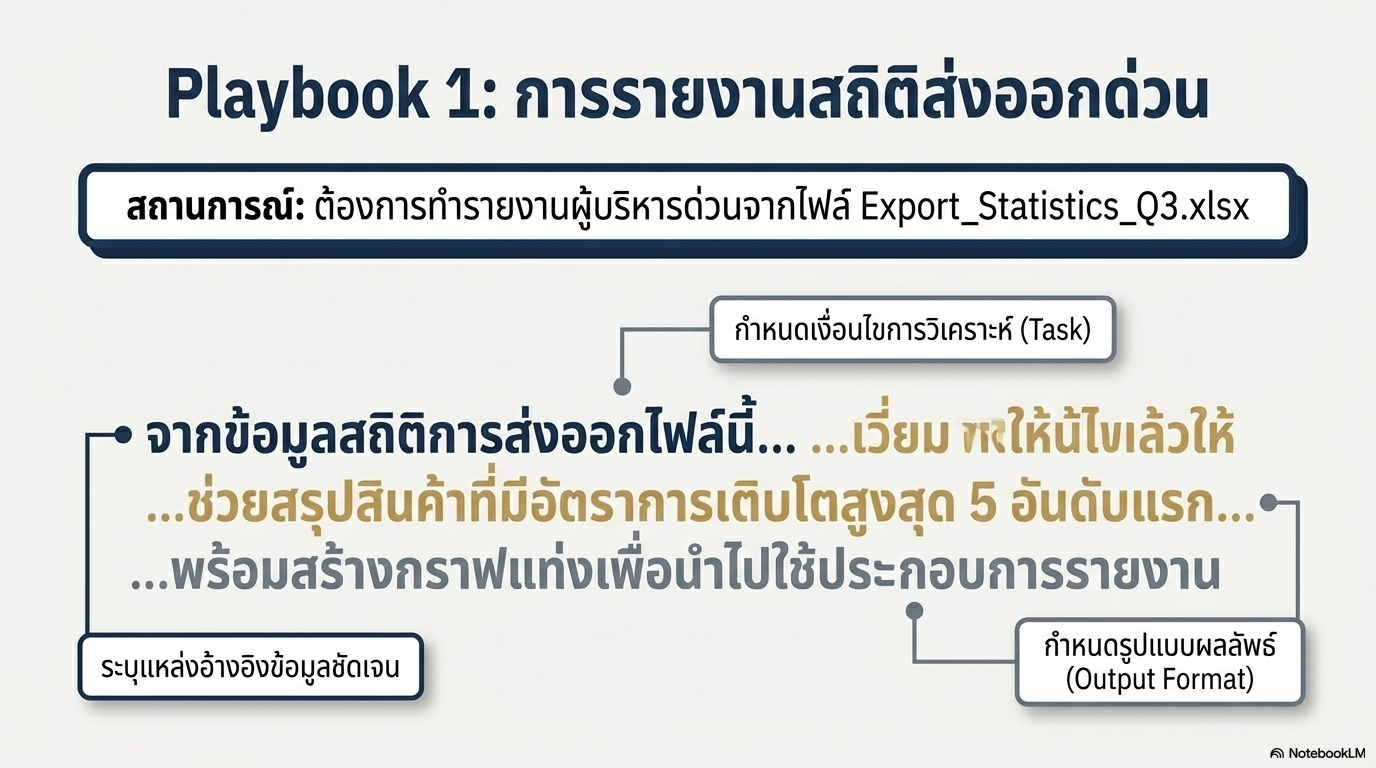 Playbook 1: การรายงานสถิติส่งออกด่วน
สถานการณ์: ต้องการทำรายงานผู้บริหารด่วนจากไฟล์ Export_Statistics_Q3.xlsx
กำหนดเงื่อนไขการวิเคราะห์ (Task)
จากข้อมูลสถิติการส่งออกไฟล์นี้... ...เวี่ยม
...ช่วยสรุปสินค้าที่มีอัตราการเติบโตสูงสุด 5 อันดับแรก...
...พร้อมสร้างกราฟแท่งเพื่อนำไปใช้ประกอบการรายงาน
ระบุแหล่งอ้างอิงข้อมูลชัดเจน
กำหนดรูปแบบผลลัพธ์
(Output Format)
NotebookLM